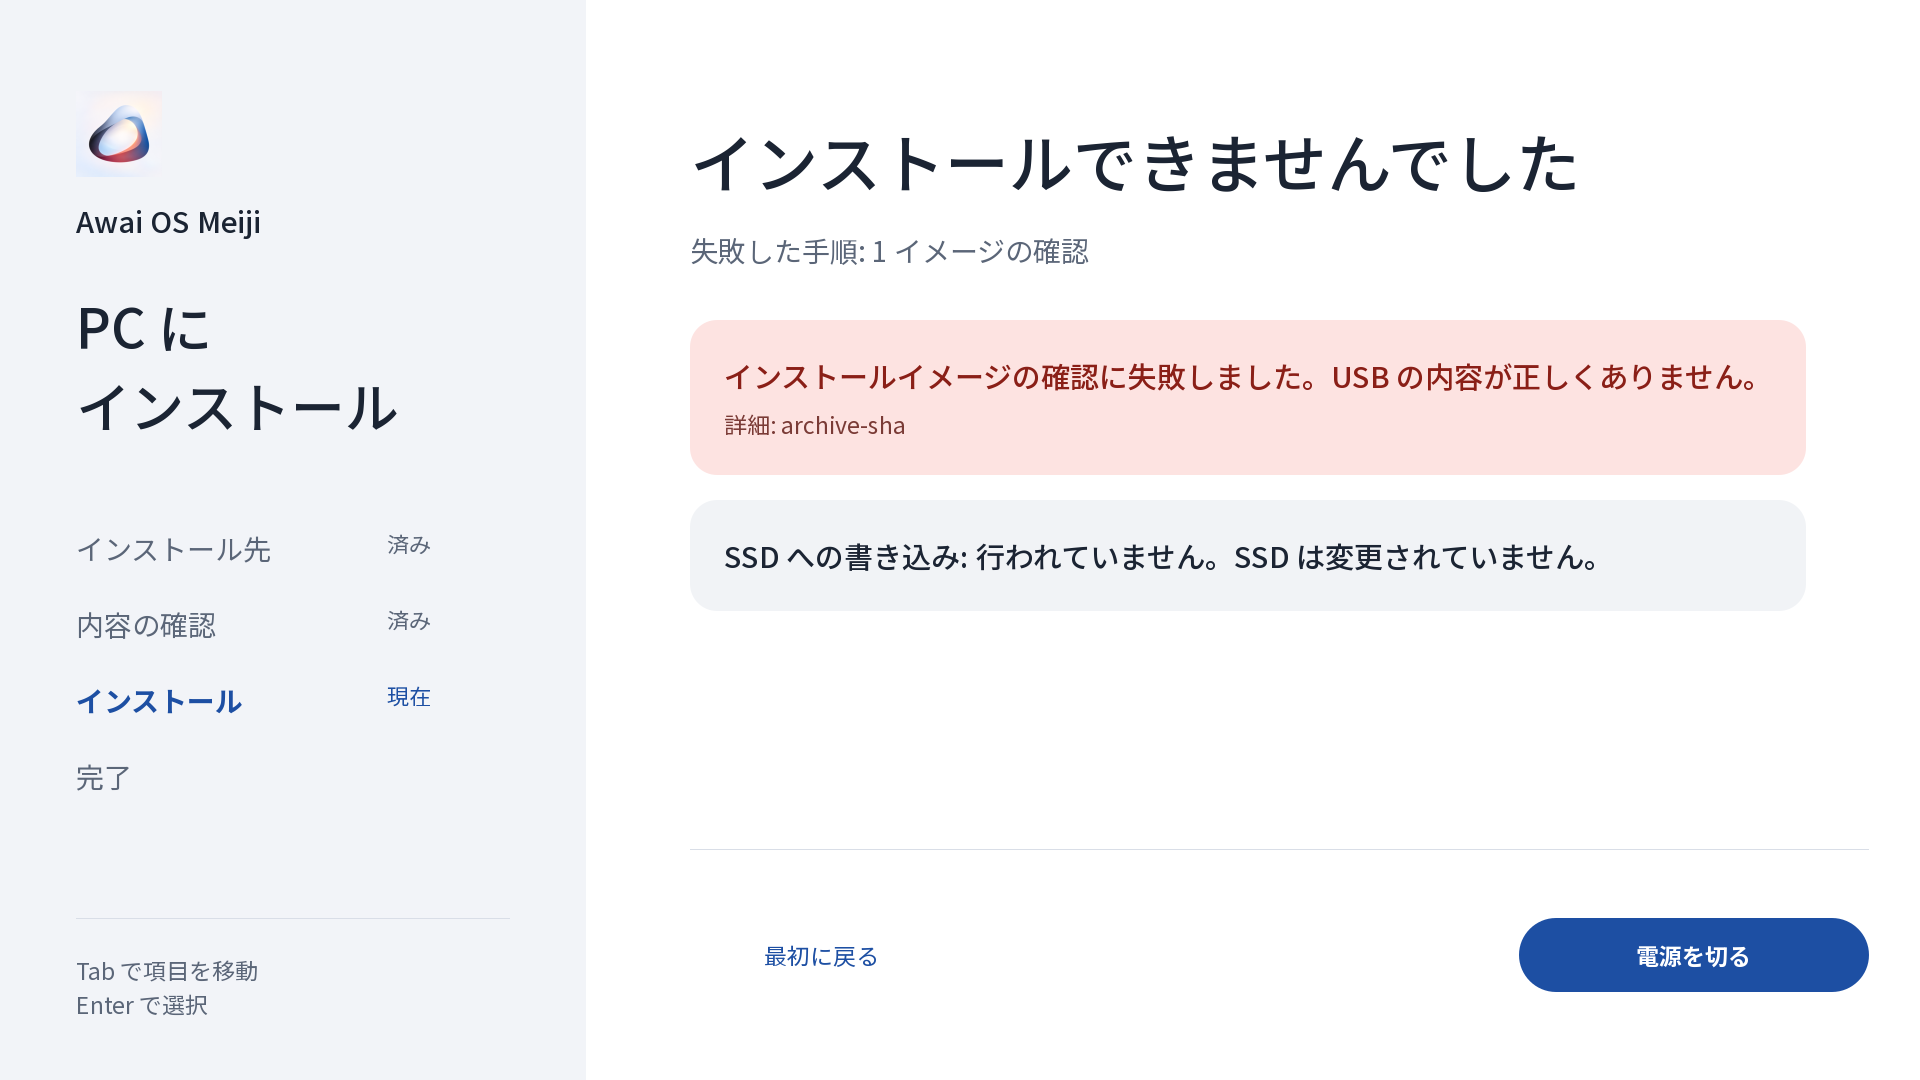 Awai OS Meiji
PC に
インストール
インストール先 済み
内容の確認 済み
インストール 現在
完了
Tab で項目を移動
Enter で選択
インストールできませんでした
失敗した手順: 1 イメージの確認
インストールイメージの確認に失敗しました。USB の内容が正しくありません。
詳細: archive-sha
SSD への書き込み: 行われていません。SSD は変更されていません。
最初に戻る
電源を切る